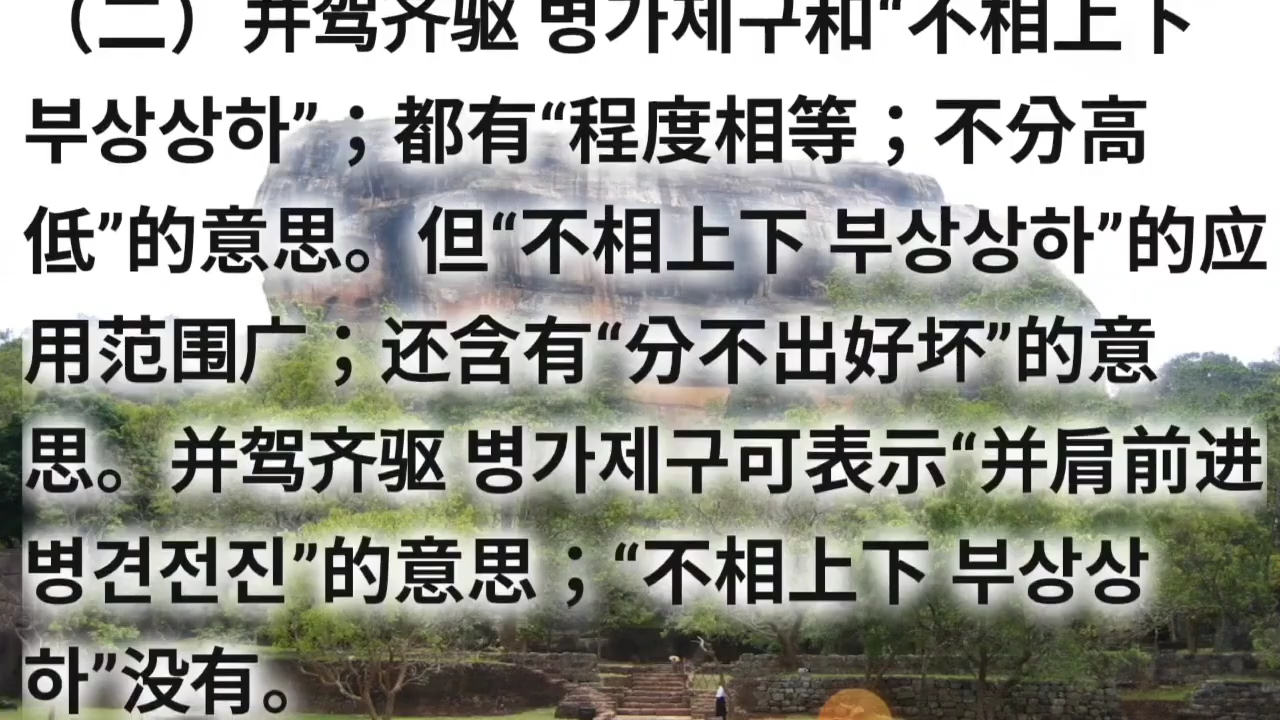 （二）并驾齐驱 병가제구和“不相上下
부상상하”；都有“程度相等；不分高
低”的意思。但“不相上下 부상상하”的应
用范围广；还含有“分不出好坏”的意
思。并驾齐驱 병가제구可表示“并肩前进
병견전진”的意思；“不相上下 부상상
하”没有。